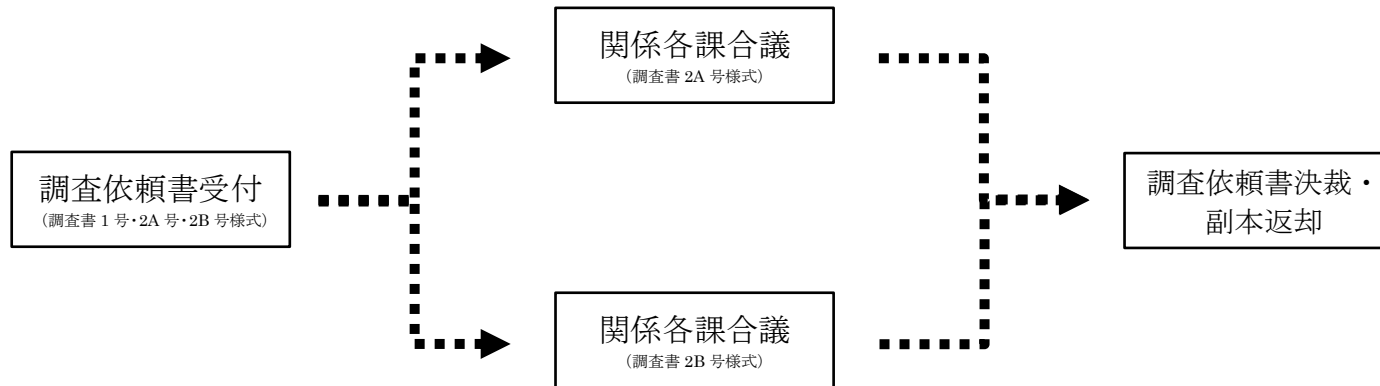 調査依頼書受付
（調査書 1 号・2A 号・2B 号様式）
関係各課合議
（調査書 2A 号様式）
関係各課合議
（調査書 2B 号様式）
調査依頼書決裁・
副本返却